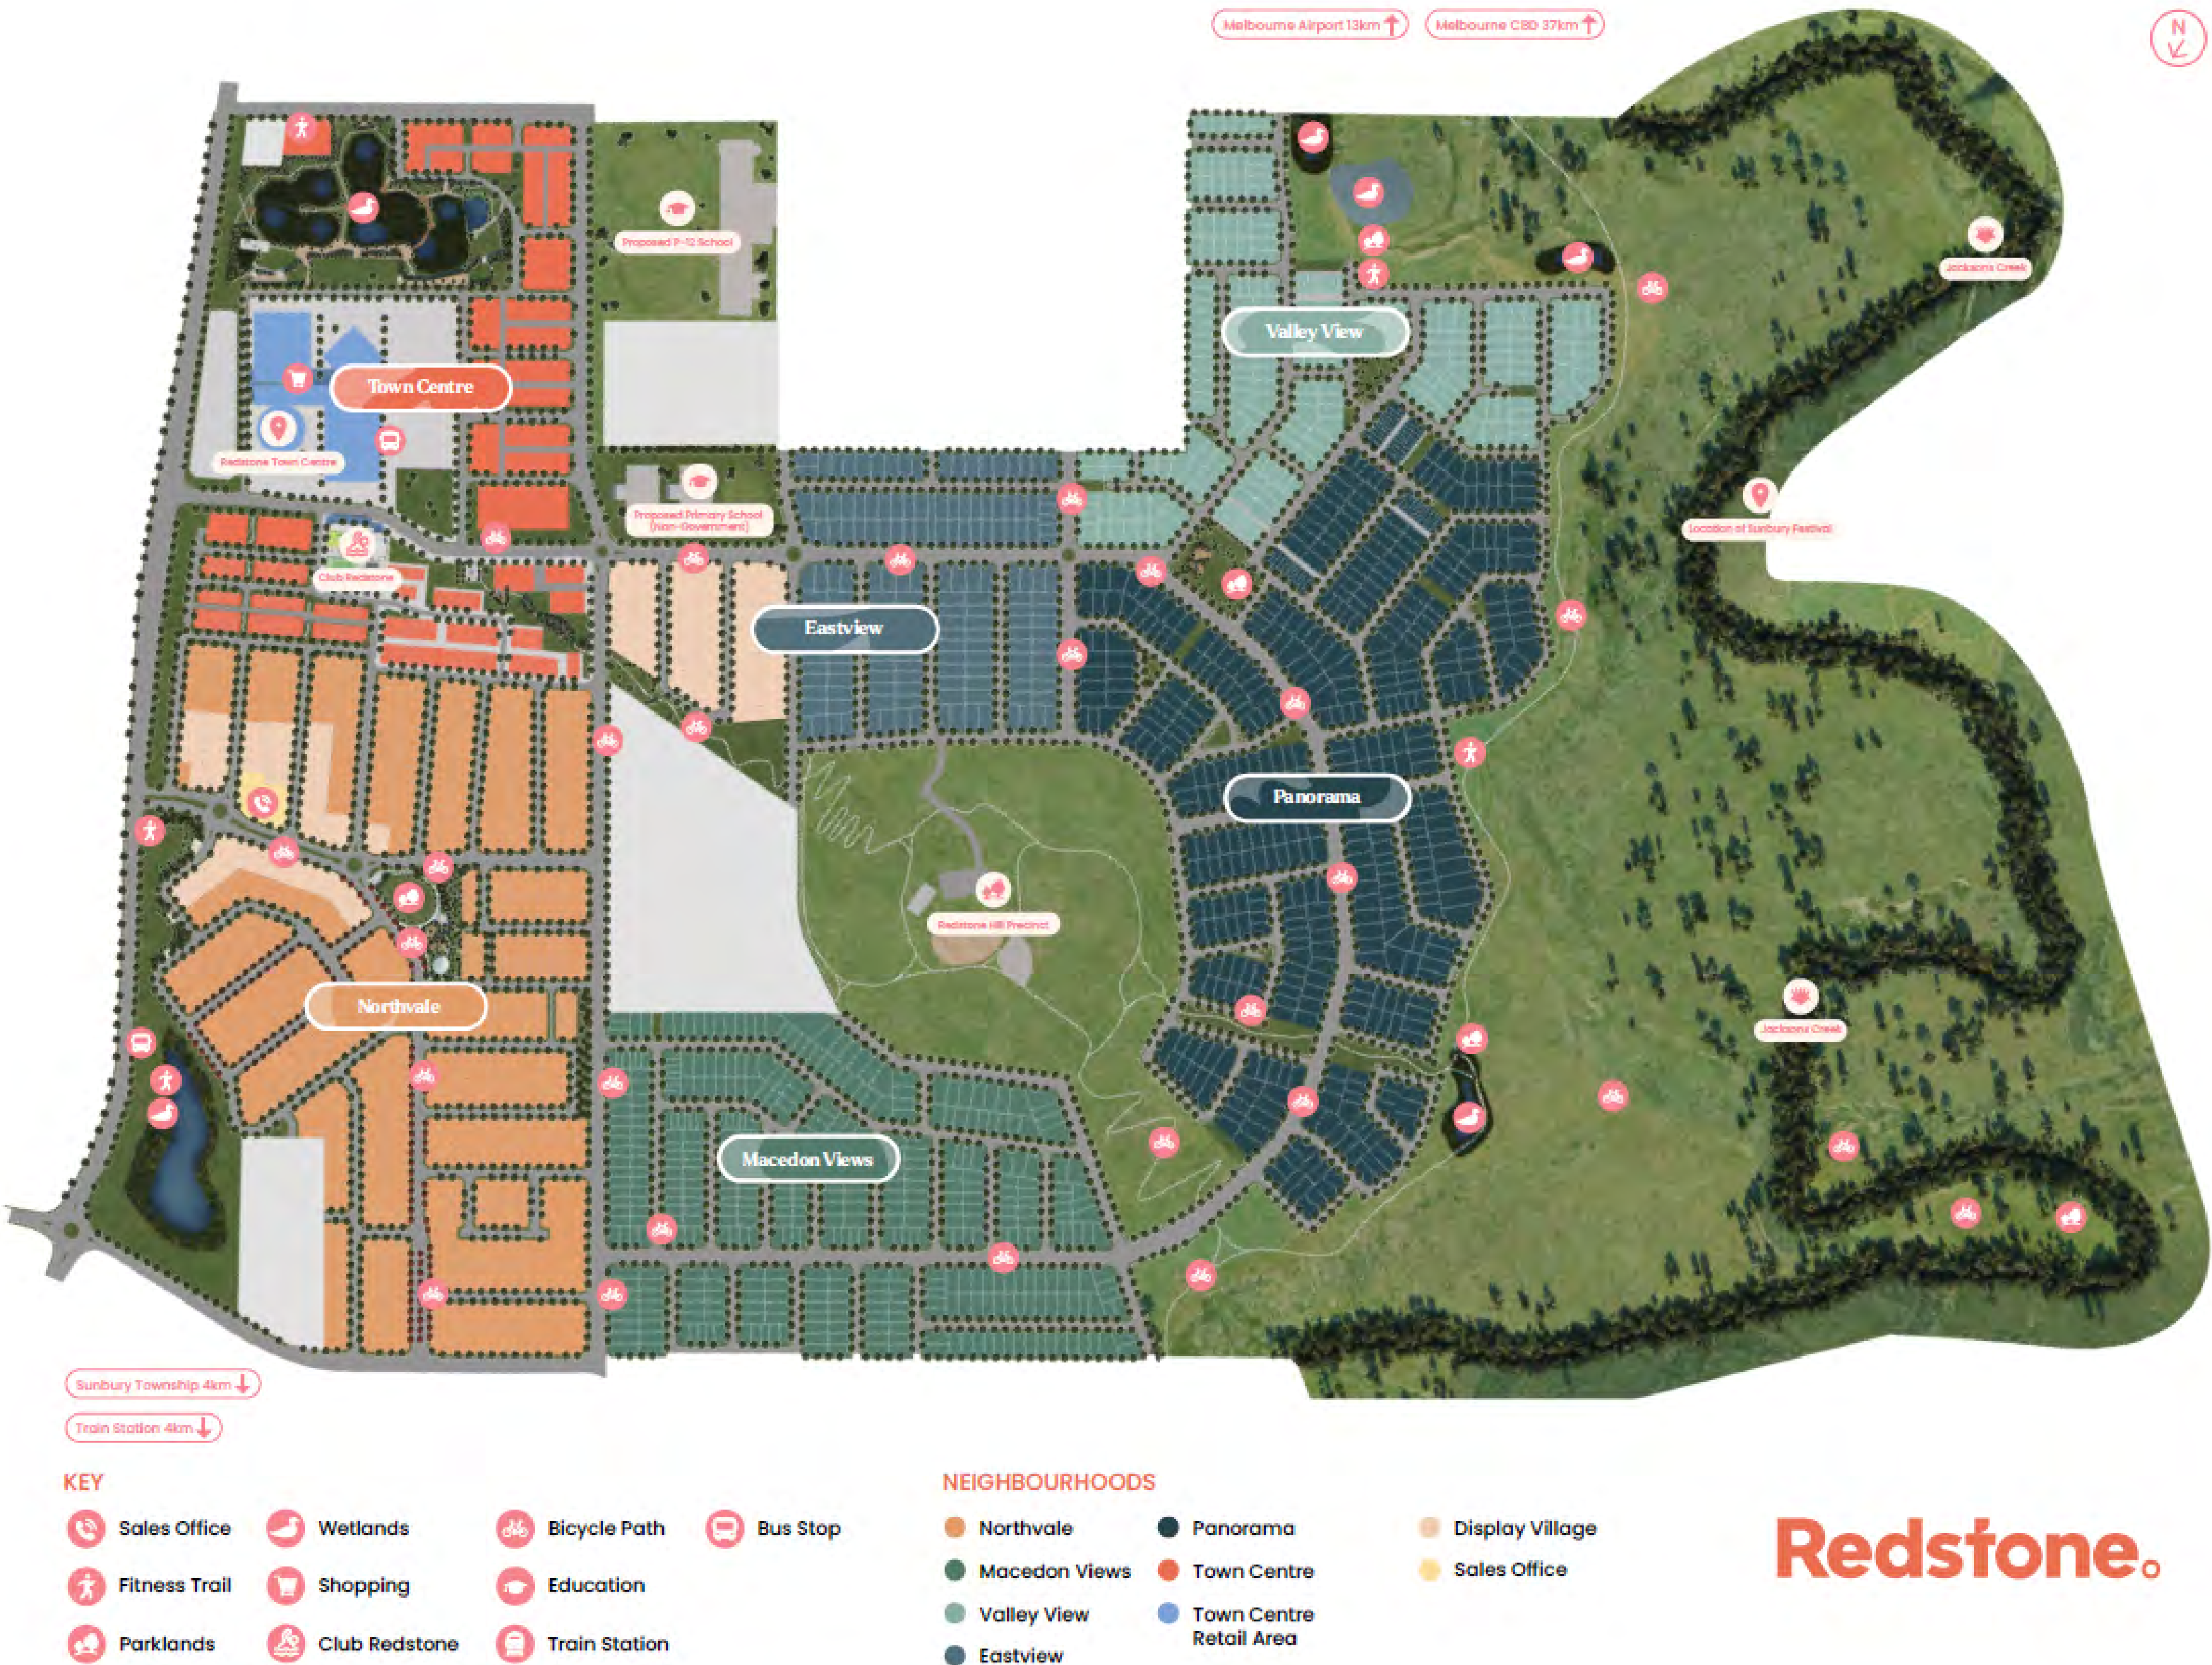 Melbourne Airport 13km
Melbourne CBD 37km
N
Proposed P-12 School
Jacksons Creek
Valley View
Town Centre
Redstone Town Centre
Proposed Primary School
(Non-Government)
Location of Sunbury Festival
Club Redstone
Eastview
Panorama
Redstone Hill Precinct
Northvale
Jacksons Creek
Macedon Views
Sunbury Township 4km
Train Station 4km
KEY
Sales Office
Wetlands
Bicycle Path
Bus Stop
Fitness Trail
Shopping
Education
Parklands
Club Redstone
Train Station
NEIGHBOURHOODS
Northvale
Panorama
Display Village
Macedon Views
Town Centre
Sales Office
Valley View
Town Centre
Retail Area
Eastview
Redstone.